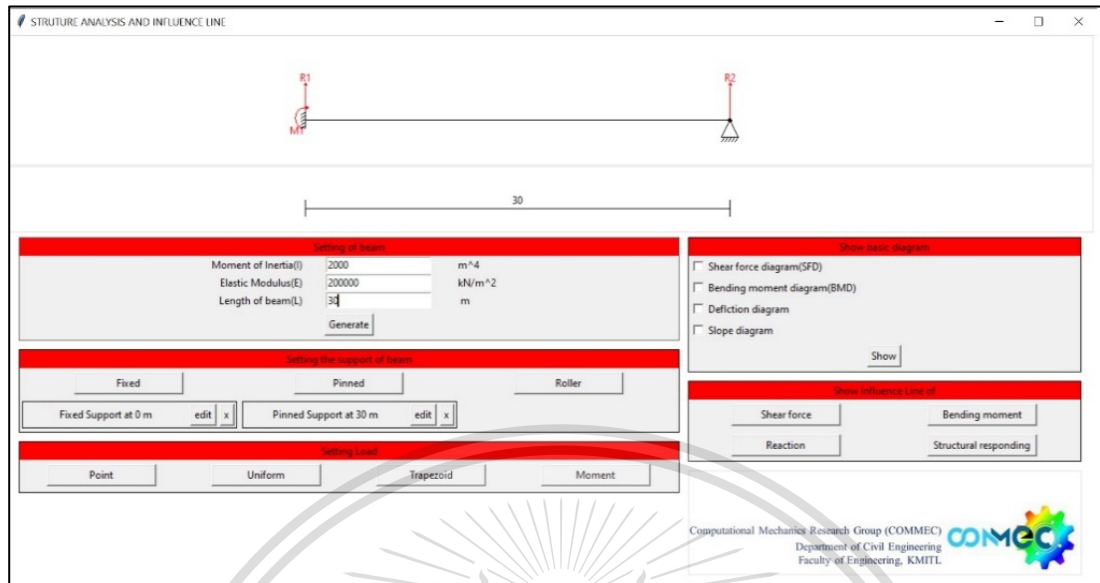 STRUTURE ANALYSIS AND INFLUENCE LINE
R1
R2
M1
30
Setting of beam
Moment of Inertia(I) 2000 m^4
Elastic Modulus(E) 200000 kN/m^2
Length of beam(L) 30 m
Generate
Setting the support of beam
Fixed Pinned Roller
Fixed Support at 0 m edit x Pinned Support at 30 m edit x
Setting Load
Point Uniform Trapezoid Moment
Show basic diagram
Shear force diagram(SFD)
Bending moment diagram(BMD)
Defiction diagram
Slope diagram
Show
Show Influence Line of
Shear force Bending moment
Reaction Structural responding
Computational Mechanics Research Group (COMMEC)
Department of Civil Engineering
Faculty of Engineering, KMITL
COMMEC